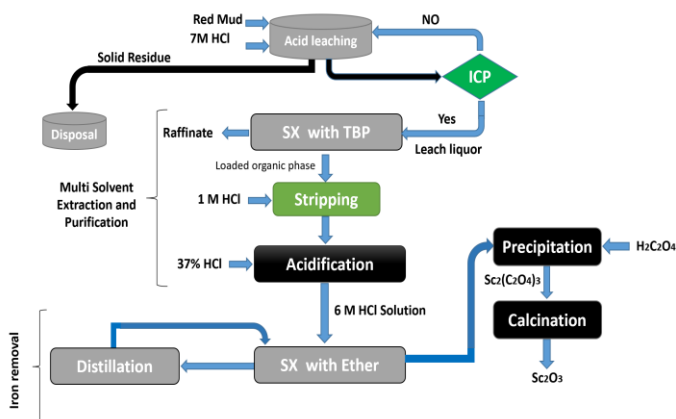 Red Mud
7M HCl
Acid leaching
NO
Solid Residue
ICP
Disposal
Yes
Raffinate
SX with TBP
Leach liquor
Loaded organic phase
Multi Solvent
Extraction and
Purification
1 M HCl
Stripping
37% HCl
Acidification
Precipitation
H2C2O4
Sc2(C2O4)3
6 M HCl Solution
Calcination
Iron removal
Distillation
SX with Ether
Sc2O3